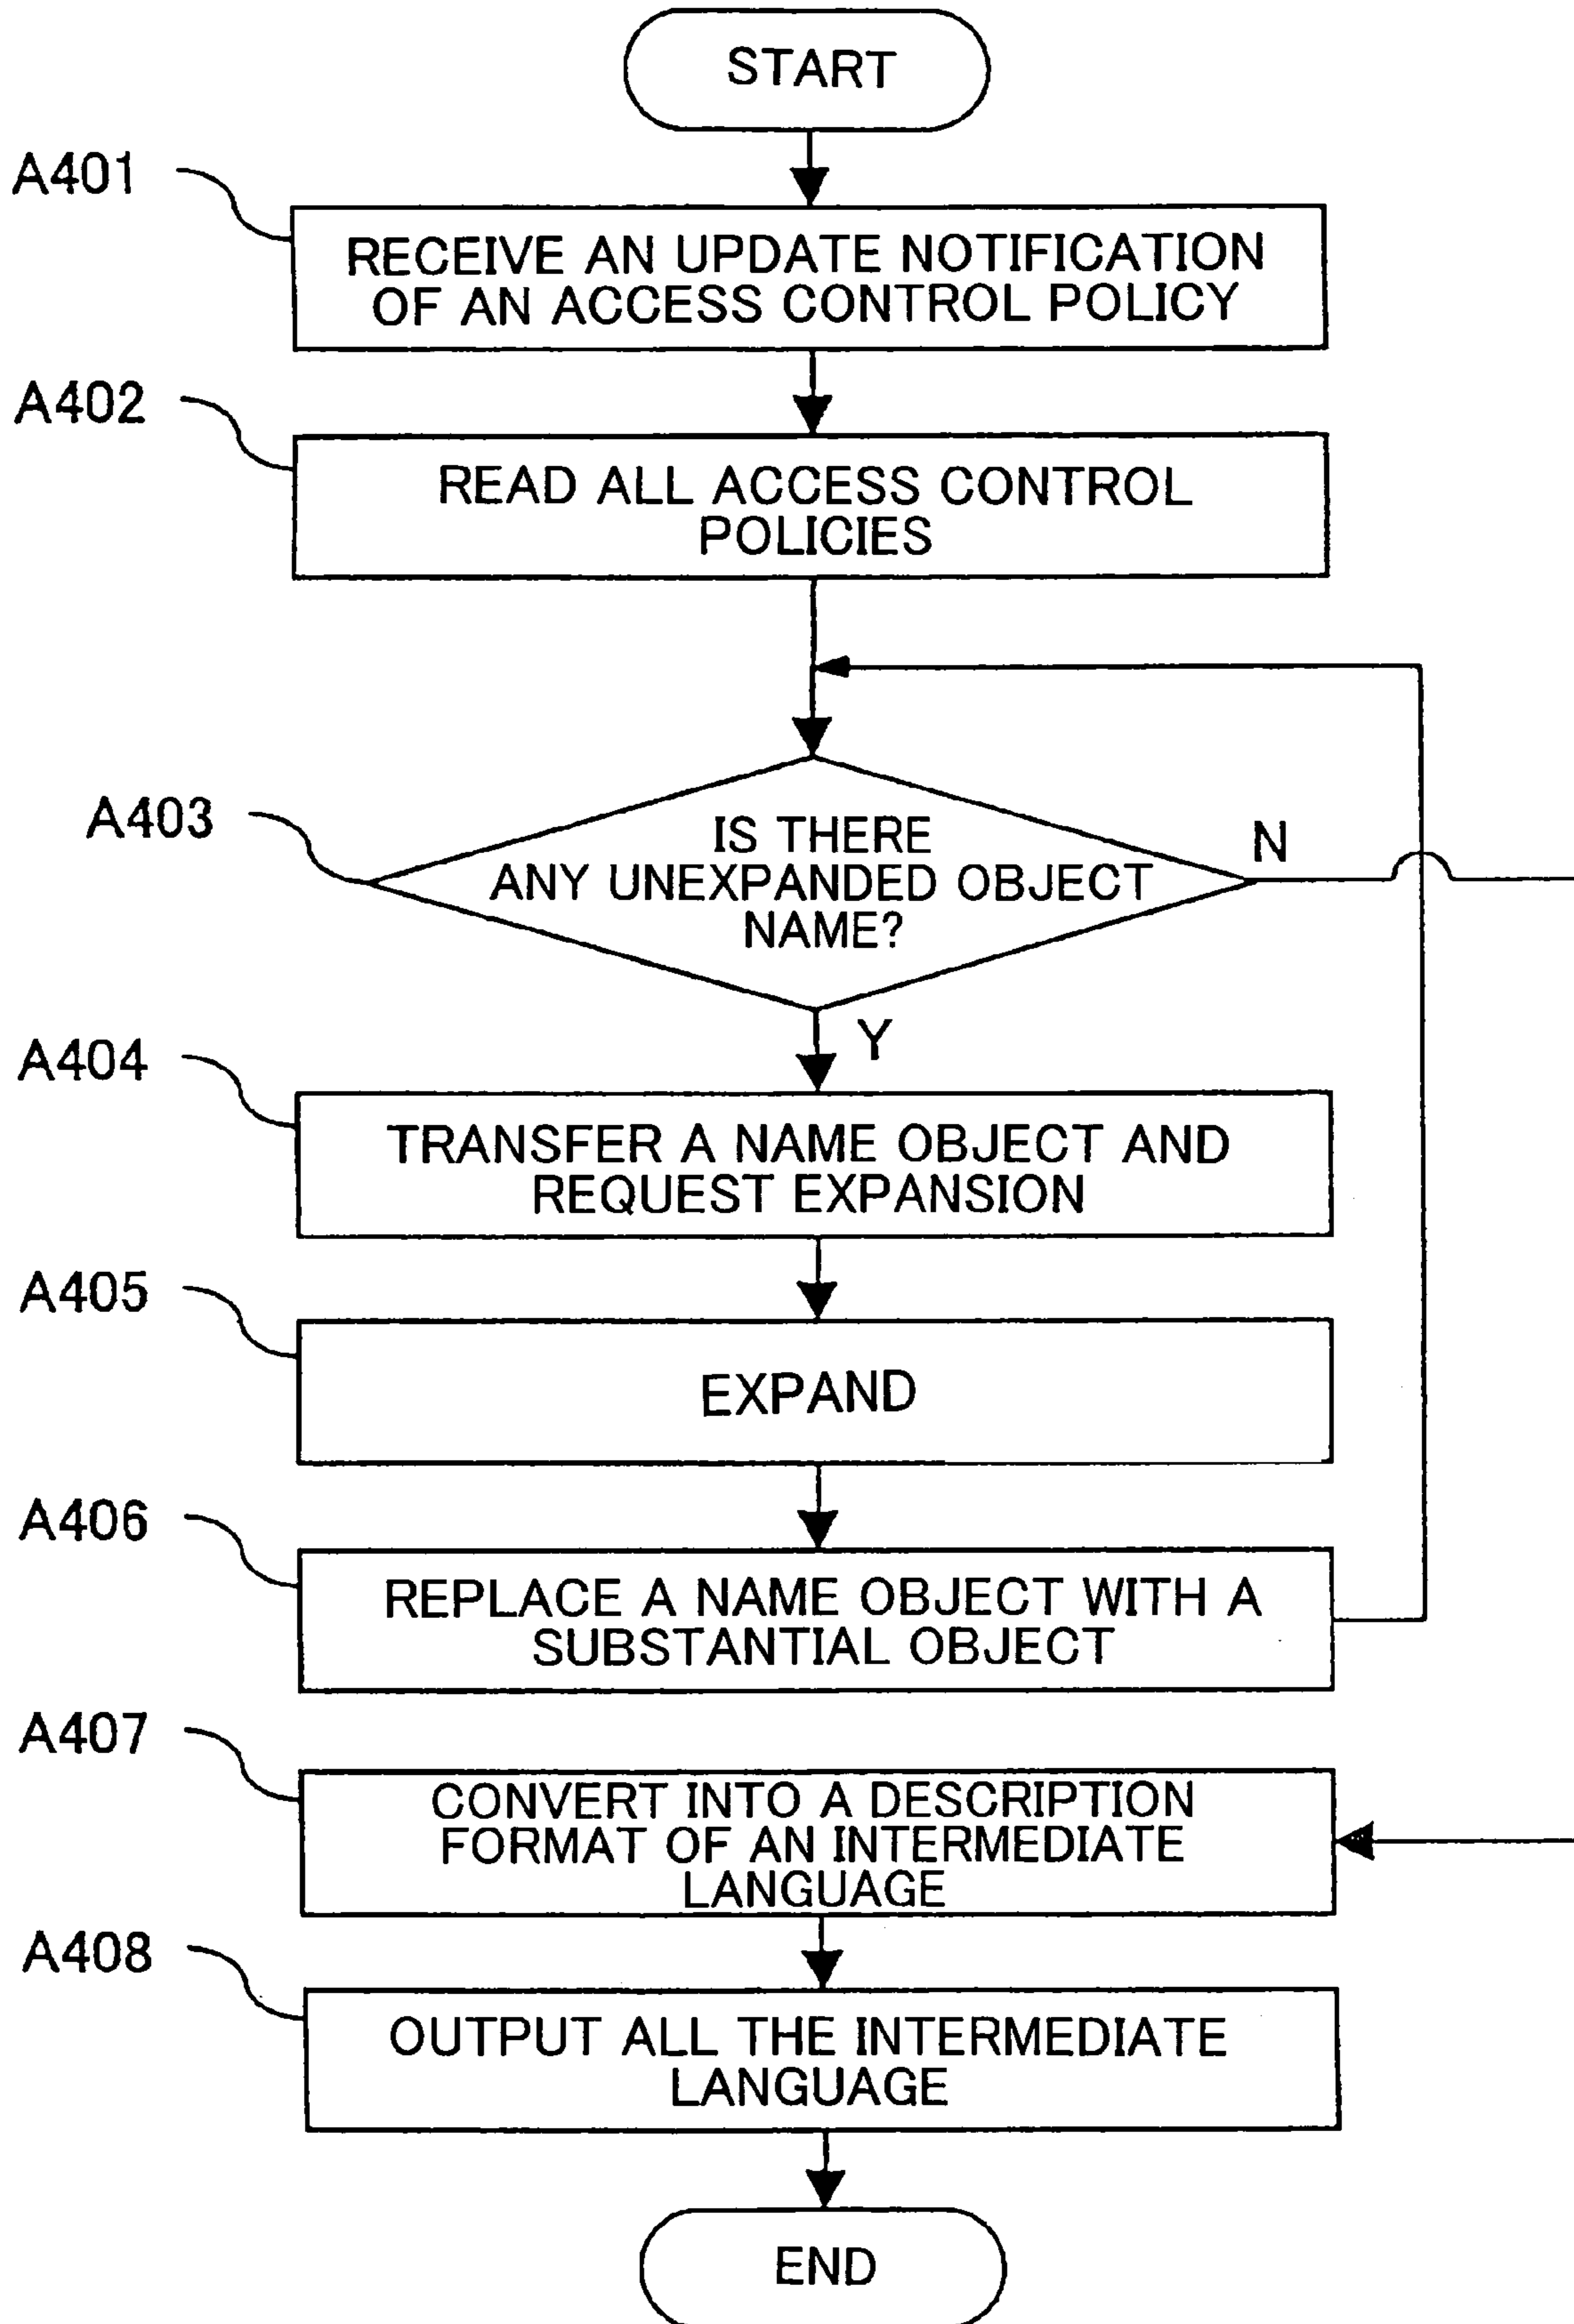 START
A401
RECEIVE AN UPDATE NOTIFICATION
OF AN ACCESS CONTROL POLICY
A402
READ ALL ACCESS CONTROL
POLICIES
A403
IS THERE
ANY UNEXPANDED OBJECT
NAME?
N
Y
A404
TRANSFER A NAME OBJECT AND
REQUEST EXPANSION
A405
EXPAND
A406
REPLACE A NAME OBJECT WITH A
SUBSTANTIAL OBJECT
A407
CONVERT INTO A DESCRIPTION
FORMAT OF AN INTERMEDIATE
LANGUAGE
A408
OUTPUT ALL THE INTERMEDIATE
LANGUAGE
END